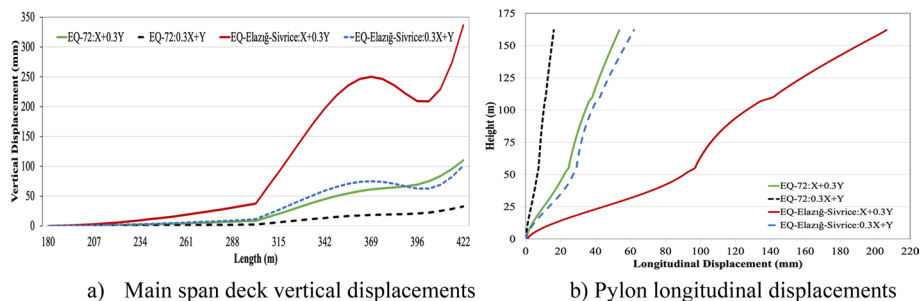 a)
350
300
250
200
150
100
50
0
Vertical Displacement (mm)
EQ-72:X+0.3Y
EQ-72:0.3X+Y
EQ-Elazığ-Sivrice:X+0.3Y
EQ-Elazığ-Sivrice:0.3X+Y
180 207 234 261 288 315 342 369 396 422
Length (m)
a) Main span deck vertical displacements
b)
175
150
125
100
75
50
25
0
Height (m)
EQ-72:X+0.3Y
EQ-72:0.3X+Y
EQ-Elazığ-Sivrice:X+0.3Y
EQ-Elazığ-Sivrice:0.3X+Y
0 20 40 60 80 100 120 140 160 180 200 220
Longitudinal Displacement (mm)
b) Pylon longitudinal displacements